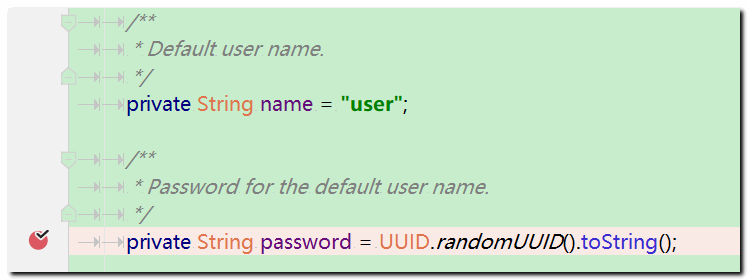 /**
* Default user name.
*/
private String name = "user";
/**
* Password for the default user name.
*/
private String password = UUID.randomUUID().toString();